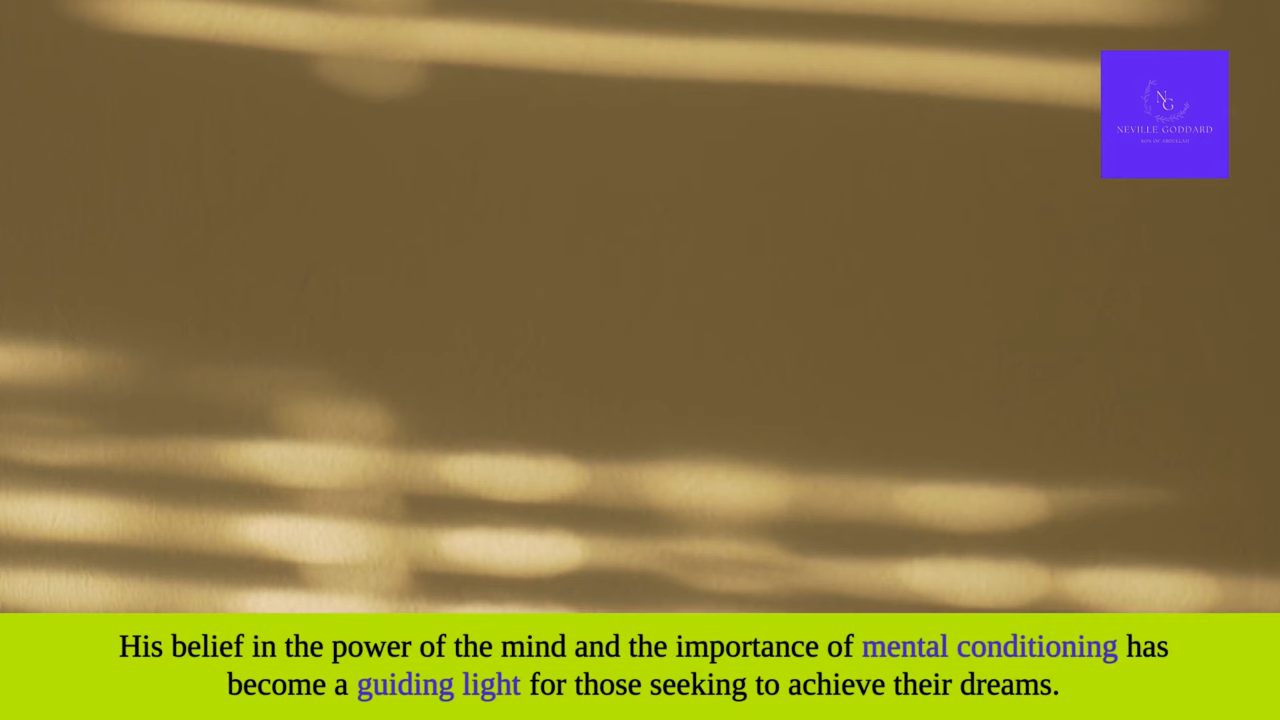 NG
NEVILLE GODDARD
His belief in the power of the mind and the importance of mental conditioning has
become a guiding light for those seeking to achieve their dreams.